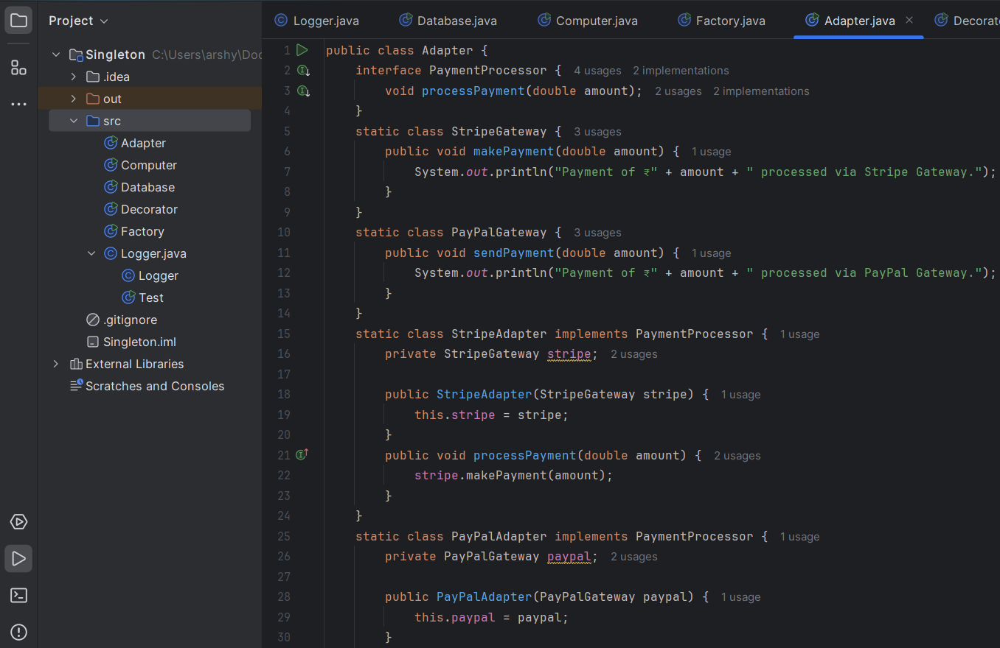 Project
Logger.java
Database.java
Computer.java
Factory.java
Adapter.java
Decorato
Singleton C:\Users\arshy\Doc
.idea
out
src
Adapter
Computer
Database
Decorator
Factory
Logger.java
Logger
Test
.gitignore
Singleton.iml
External Libraries
Scratches and Consoles
1 public class Adapter {
2 interface PaymentProcessor { 4 usages 2 implementations
3 void processPayment(double amount); 2 usages 2 implementations
4 }
5 static class StripeGateway { 3 usages
6 public void makePayment(double amount) { 1 usage
7 System.out.println("Payment of ₹" + amount + " processed via Stripe Gateway.");
8 }
9 }
10 static class PayPalGateway { 3 usages
11 public void sendPayment(double amount) { 1 usage
12 System.out.println("Payment of ₹" + amount + " processed via PayPal Gateway.");
13 }
14 }
15 static class StripeAdapter implements PaymentProcessor { 1 usage
16 private StripeGateway stripe; 2 usages
17
18 public StripeAdapter(StripeGateway stripe) { 1 usage
19 this.stripe = stripe;
20 }
21 public void processPayment(double amount) { 2 usages
22 stripe.makePayment(amount);
23 }
24 }
25 static class PayPalAdapter implements PaymentProcessor { 1 usage
26 private PayPalGateway paypal; 2 usages
27
28 public PayPalAdapter(PayPalGateway paypal) { 1 usage
29 this.paypal = paypal;
30 }